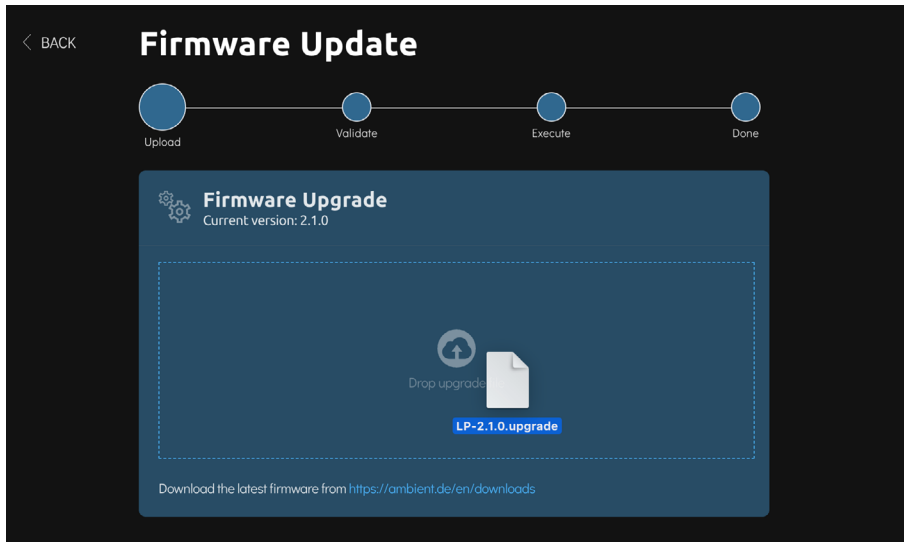 BACK
Firmware Update
Upload
Validate
Execute
Done
Firmware Upgrade
Current version: 2.1.0
Drop upgrade
LP-2.1.0.upgrade
Download the latest firmware from https://ambient.de/en/downloads